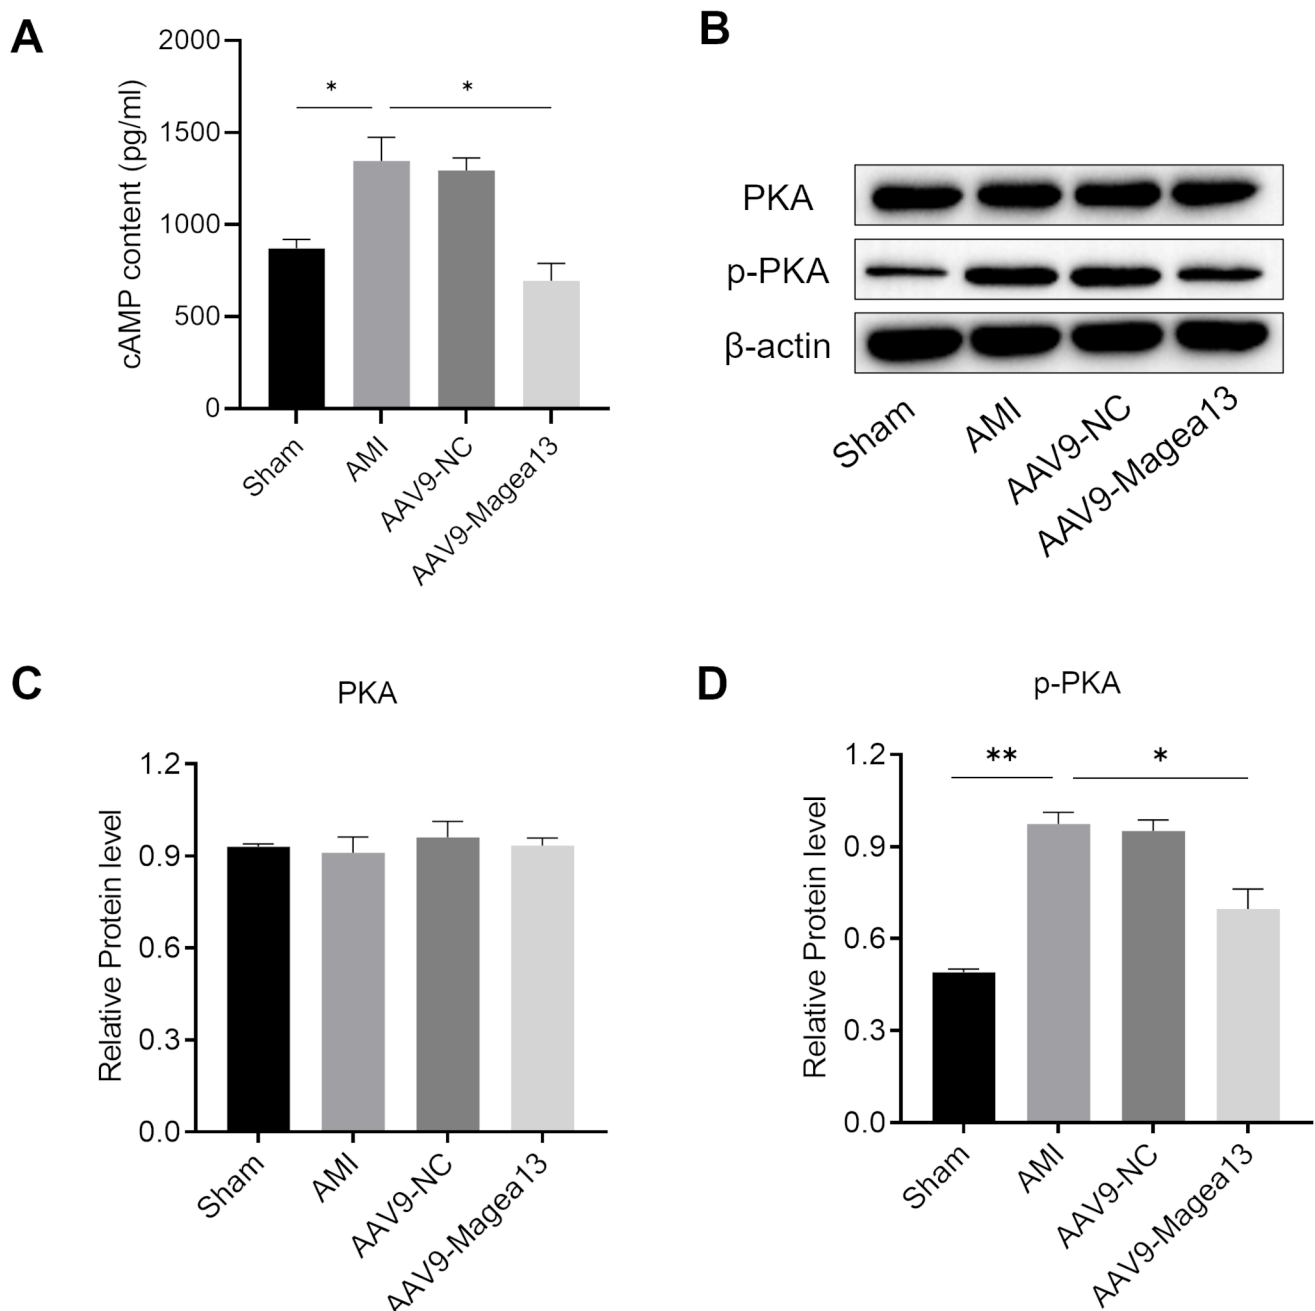 A
cAMP content (pg/ml)
2000
1500
1000
500
0
*
*
Sham
AMI
AAV9-NC
AAV9-Magea13
B
PKA
p-PKA
β-actin
Sham
AMI
AAV9-NC
AAV9-Magea13
C
PKA
Relative Protein level
1.2
0.9
0.6
0.3
0.0
Sham
AMI
AAV9-NC
AAV9-Magea13
D
p-PKA
Relative Protein level
1.2
0.9
0.6
0.3
0.0
**
*
Sham
AMI
AAV9-NC
AAV9-Magea13